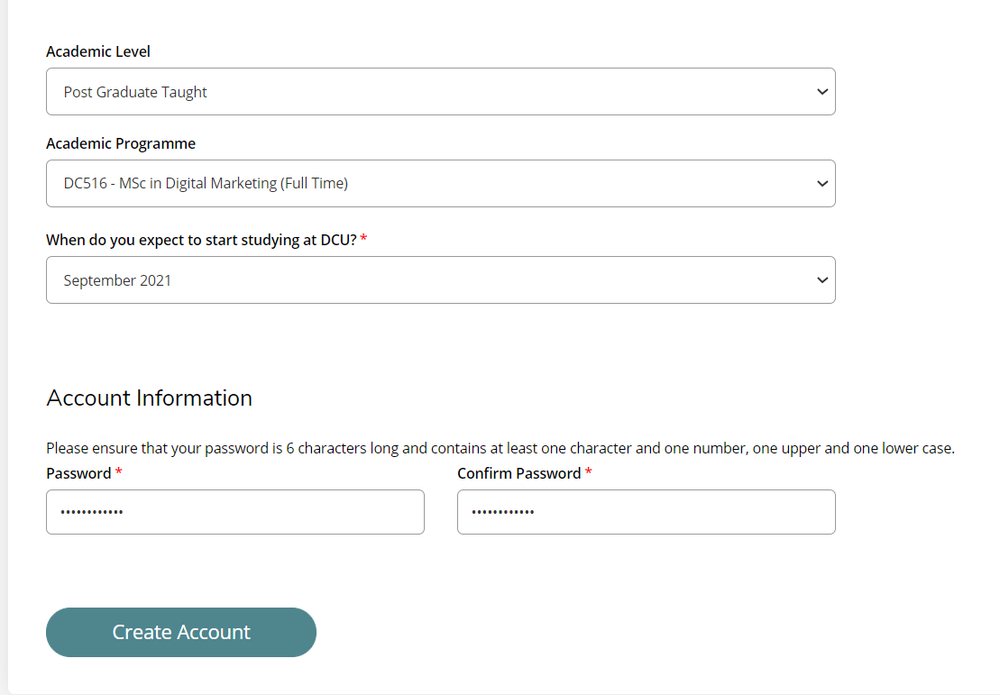 Academic Level
Post Graduate Taught
Academic Programme
DC516 - MSc in Digital Marketing (Full Time)
When do you expect to start studying at DCU? *
September 2021
Account Information
Please ensure that your password is 6 characters long and contains at least one character and one number, one upper and one lower case.
Password * Confirm Password *
•••••••••••• ••••••••••••
Create Account